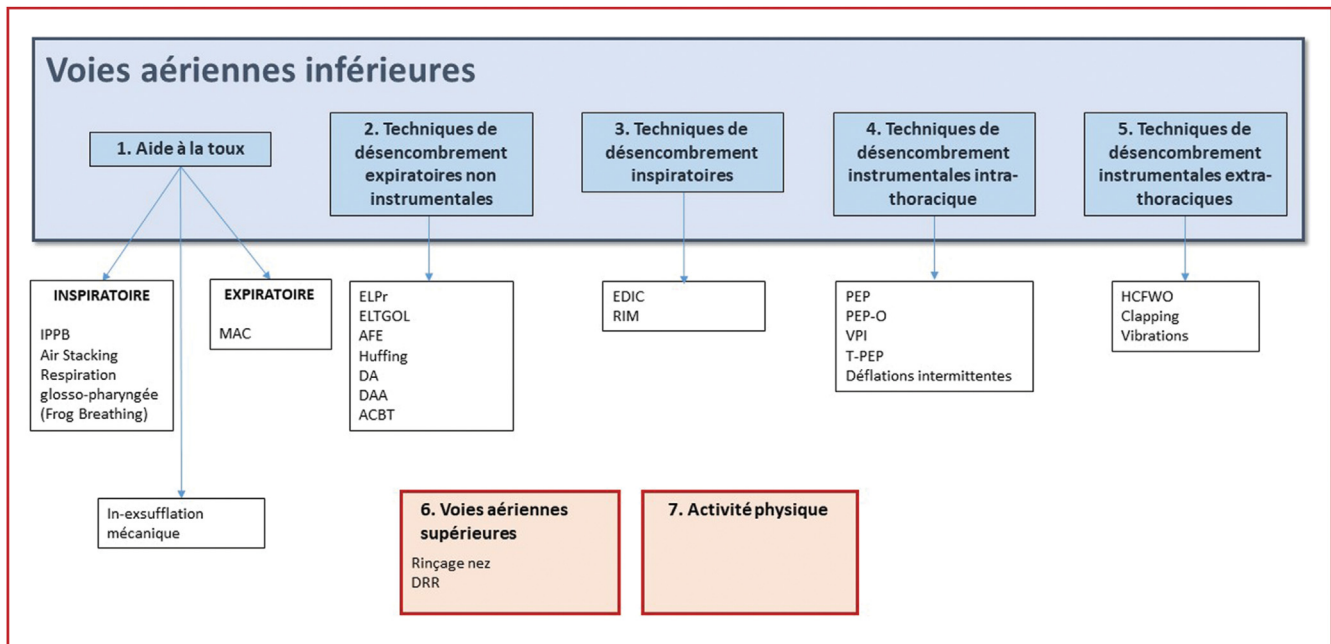 Voies aériennes inférieures
1. Aide à la toux
2. Techniques de
désencombrement
expiratoires non
instrumentales
3. Techniques de
désencombrement
inspiratoires
4. Techniques de
désencombrement
instrumentales intra-
thoracique
5. Techniques de
désencombrement
instrumentales extra-
thoraciques
INSPIRATOIRE
IPPB
Air Stacking
Respiration
glosso-pharyngée
(Frog Breathing)
EXPIRATOIRE
MAC
ELPr
ELTGOL
AFE
Huffing
DA
DAA
ACBT
EDIC
RIM
PEP
PEP-O
VPI
T-PEP
Déflations intermittentes
HCFWO
Clapping
Vibrations
In-exsufflation
mécanique
6. Voies aériennes
supérieures
Rinçage nez
DRR
7. Activité physique